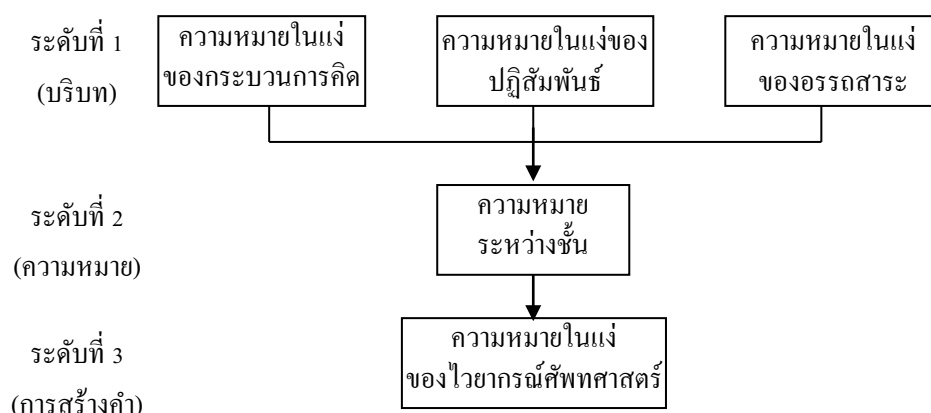 ระดับที่ 1
(บริบท)
ความหมายในแง่
ของกระบวนการคิด
ความหมายในแง่ของ
ปฏิสัมพันธ์
ความหมายในแง่
ของอรรถสาระ
ระดับที่ 2
(ความหมาย)
ความหมาย
ระหว่างชั้น
ระดับที่ 3
(การสร้างคำ)
ความหมายในแง่
ของไวยากรณ์ศัพทศาสตร์